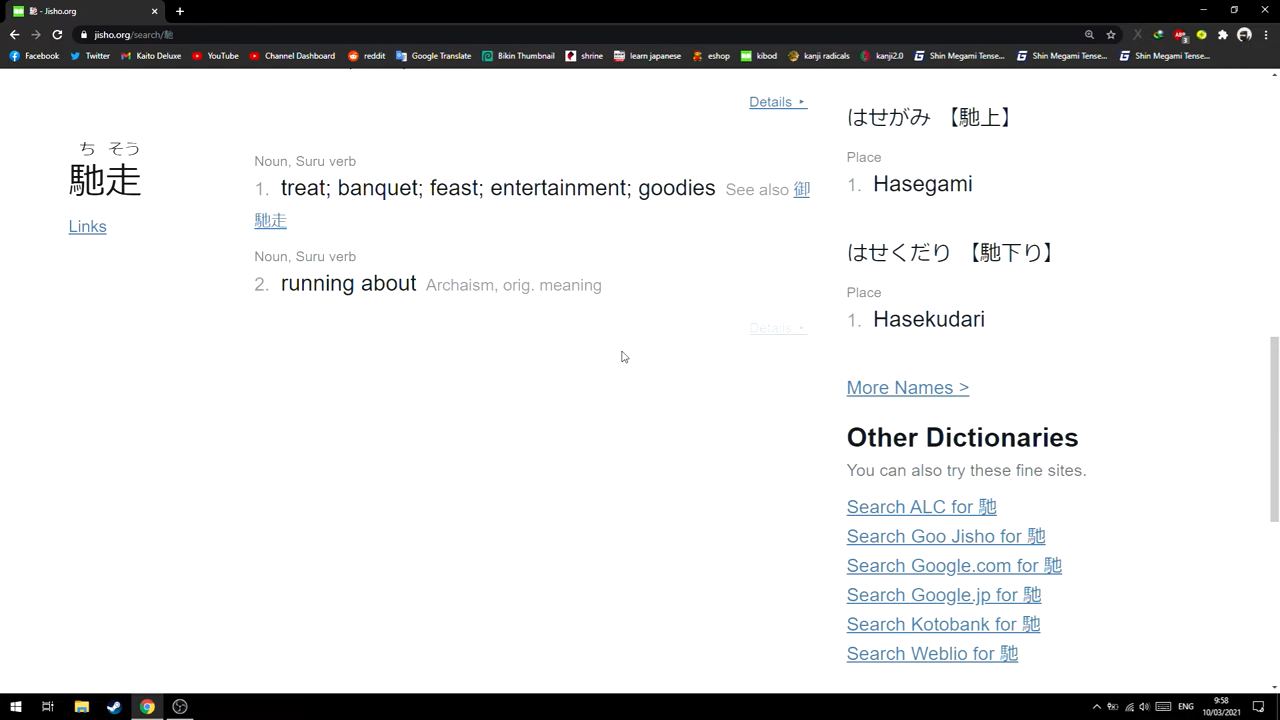 馳 - Jisho.org
jisho.org/search/馳
Facebook
Twitter
Kaito Deluxe
YouTube
Channel Dashboard
reddit
Google Translate
Bikin Thumbnail
shrine
learn japanese
eshop
kibod
kanji radicals
kanji2.0
Shin Megami Tense...
Shin Megami Tense...
Shin Megami Tense...
Details ▸
ち そう
馳走
Links
Noun, Suru verb
1. treat; banquet; feast; entertainment; goodies See also 御
馳走
Noun, Suru verb
2. running about Archaism, orig. meaning
Details ▸
はせがみ 【馳上】
Place
1. Hasegami
はせくだり 【馳下り】
Place
1. Hasekudari
More Names >
Other Dictionaries
You can also try these fine sites.
Search ALC for 馳
Search Goo Jisho for 馳
Search Google.com for 馳
Search Google.jp for 馳
Search Kotobank for 馳
Search Weblio for 馳
ENG
9:58
10/03/2021